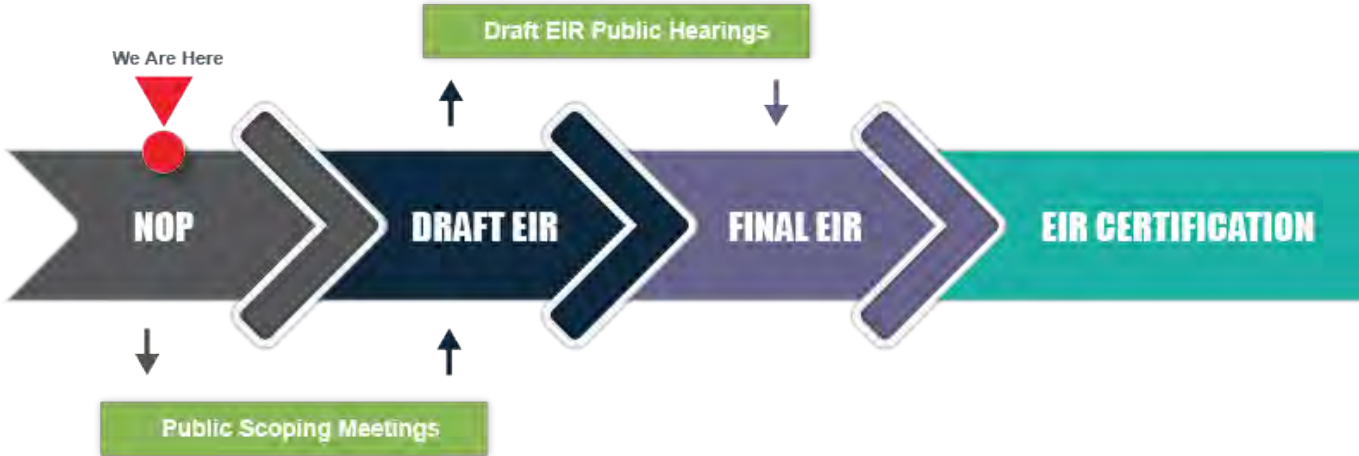 Draft EIR Public Hearings
We Are Here
NOP
DRAFT EIR
FINAL EIR
EIR CERTIFICATION
Public Scoping Meetings